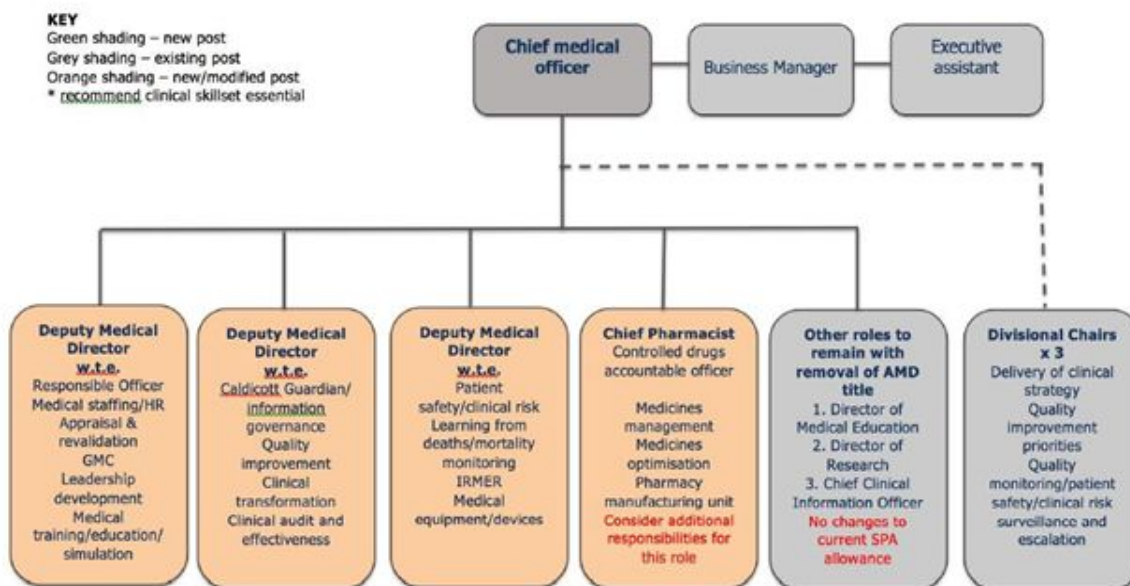 KEY
Green shading – new post
Grey shading – existing post
Orange shading – new/modified post
* recommend clinical skillset essential
Chief medical
officer
Business Manager
Executive
assistant
Deputy Medical
Director
w.t.e.
Responsible Officer
Medical staffing/HR
Appraisal &
revalidation
GMC
Leadership
development
Medical
training/education/
simulation
Deputy Medical
Director
w.t.e.
Caldicott Guardian/
information
governance
Quality
improvement
Clinical
transformation
Clinical audit and
effectiveness
Deputy Medical
Director
w.t.e.
Patient
safety/clinical risk
Learning from
deaths/mortality
monitoring
IRMER
Medical
equipment/devices
Chief Pharmacist
Controlled drugs
accountable officer
Medicines
management
Medicines
optimisation
Pharmacy
manufacturing unit
Consider additional
responsibilities for
this role
Other roles to
remain with
removal of AMD
title
1. Director of
Medical Education
2. Director of
Research
3. Chief Clinical
Information Officer
No changes to
current SPA
allowance
Divisional Chairs
x 3
Delivery of clinical
strategy
Quality
improvement
priorities
Quality
monitoring/patient
safety/clinical risk
surveillance and
escalation